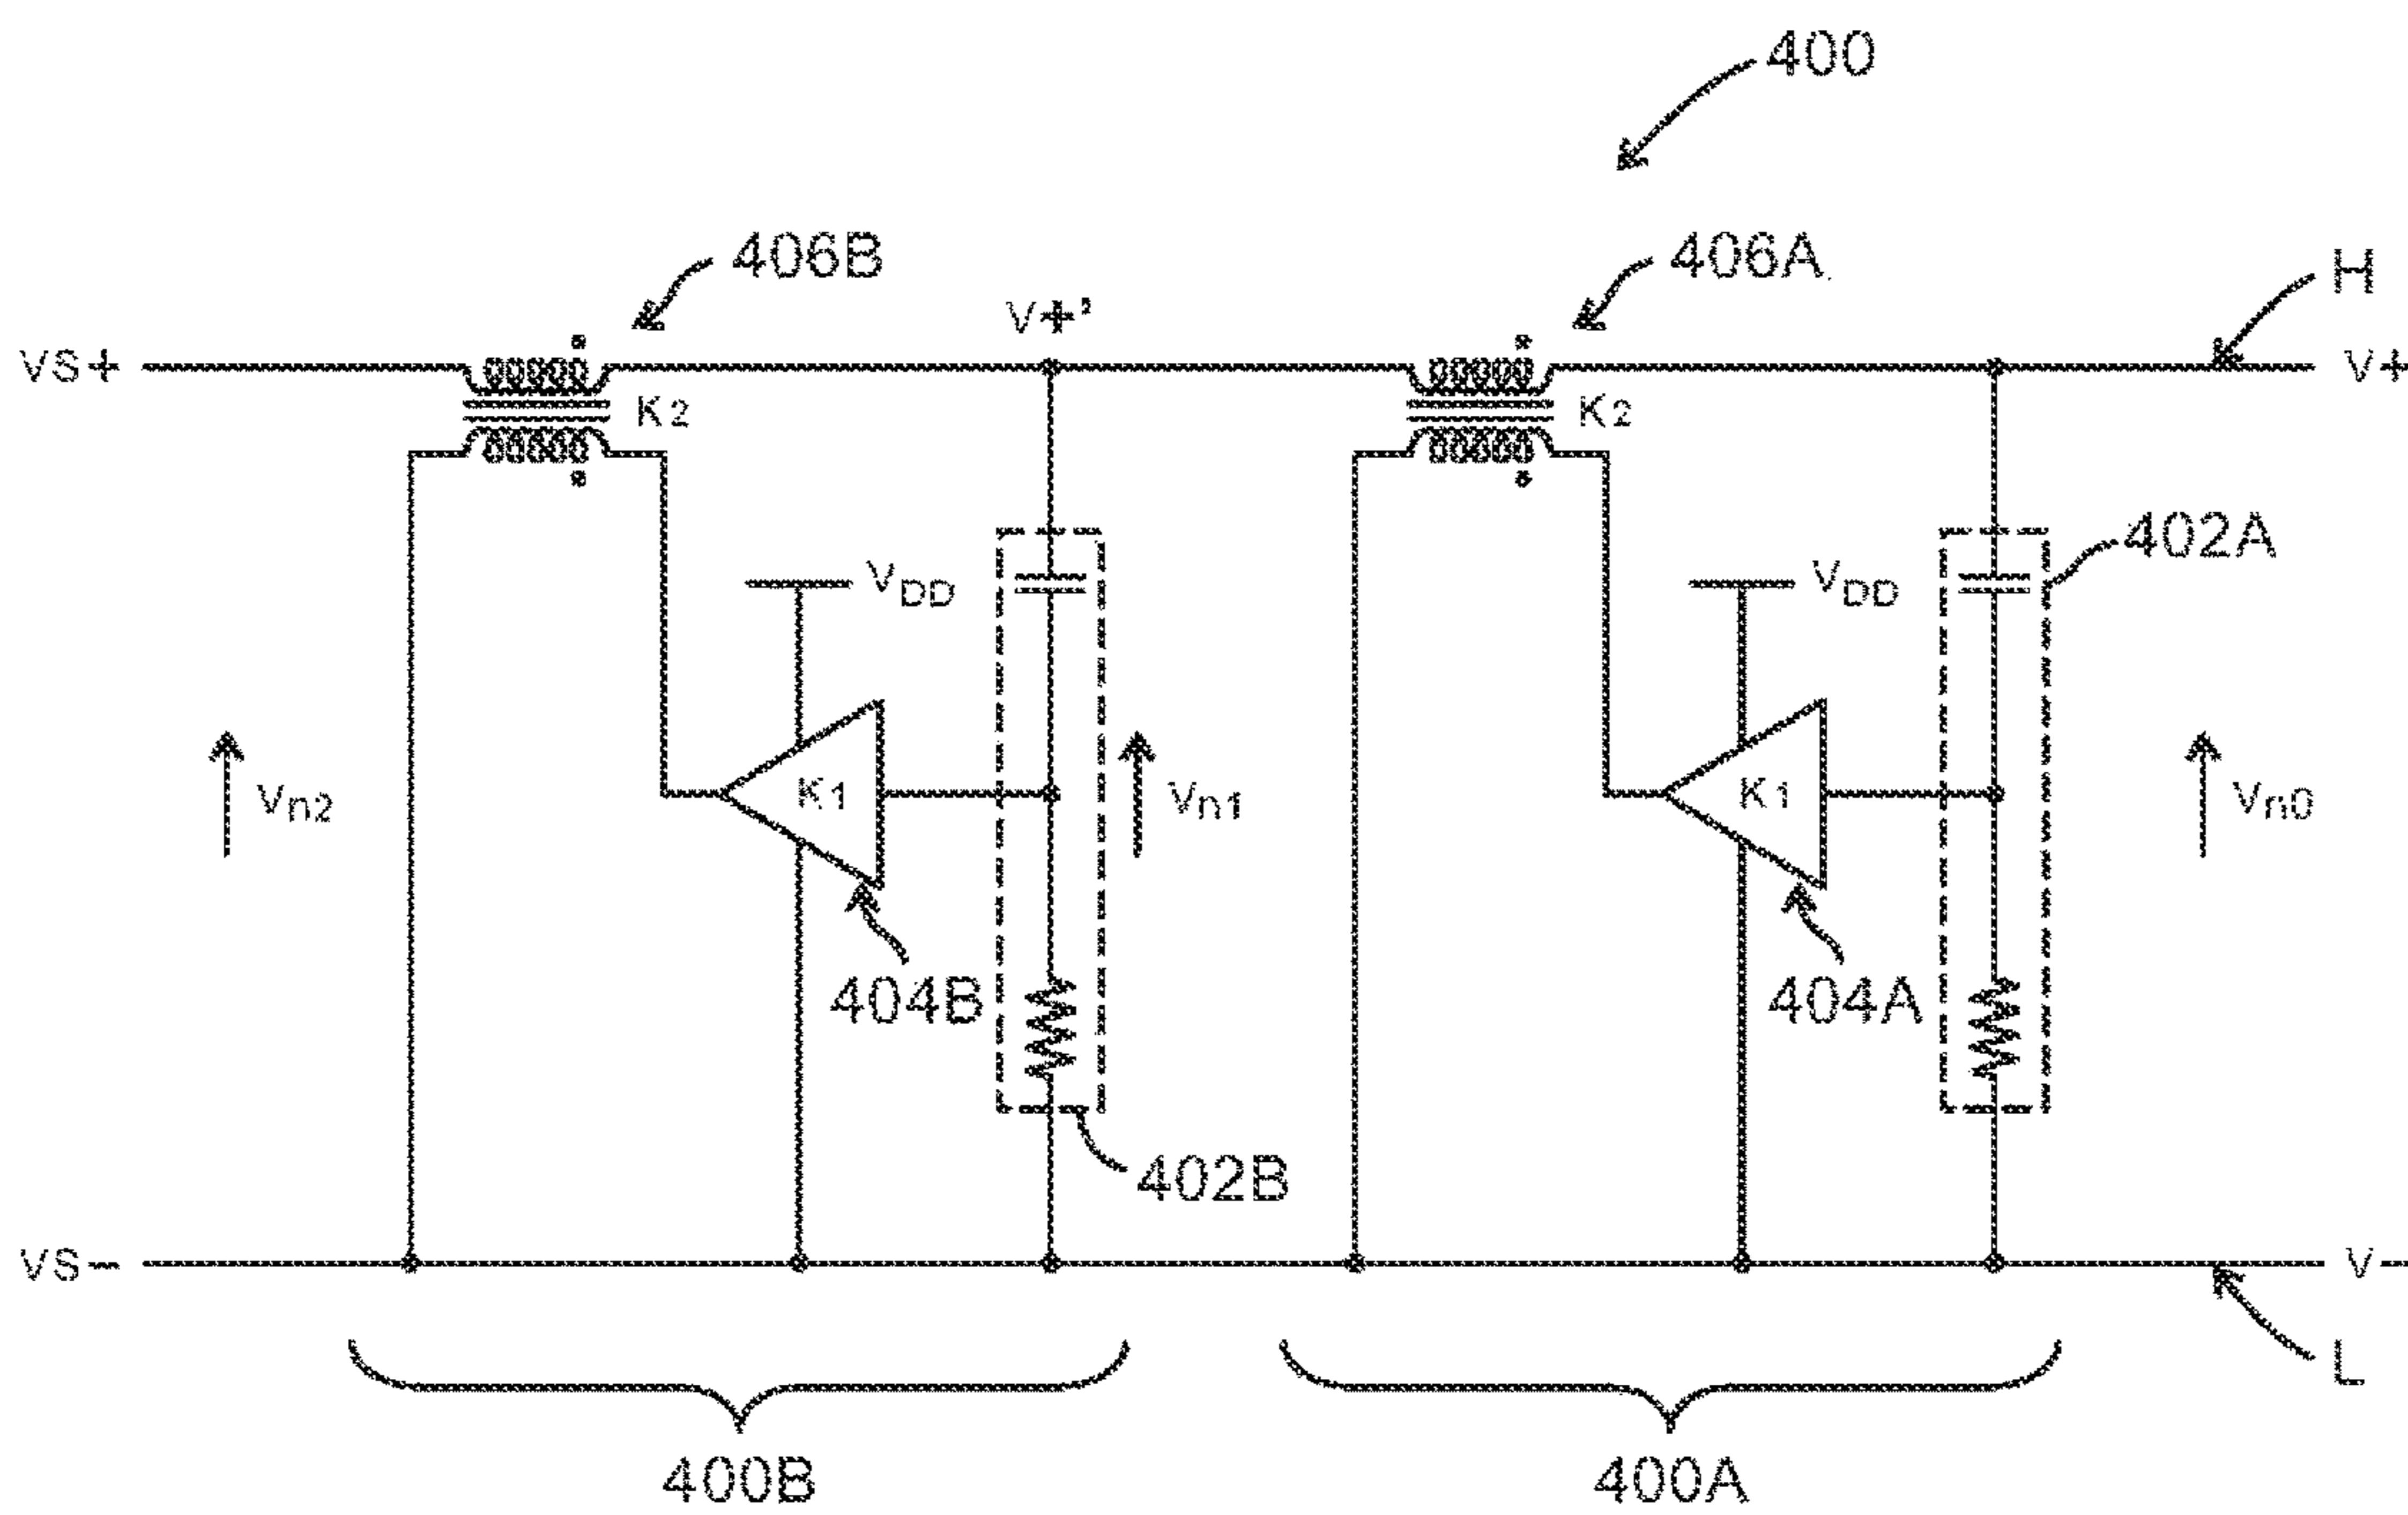 400
406B
406A
H
V+'
VS+
V+
K2
K2
402A
VDD
VDD
K1
K1
Vn2
Vn1
Vn0
404B
404A
402B
VS−
V−
L
400B
400A